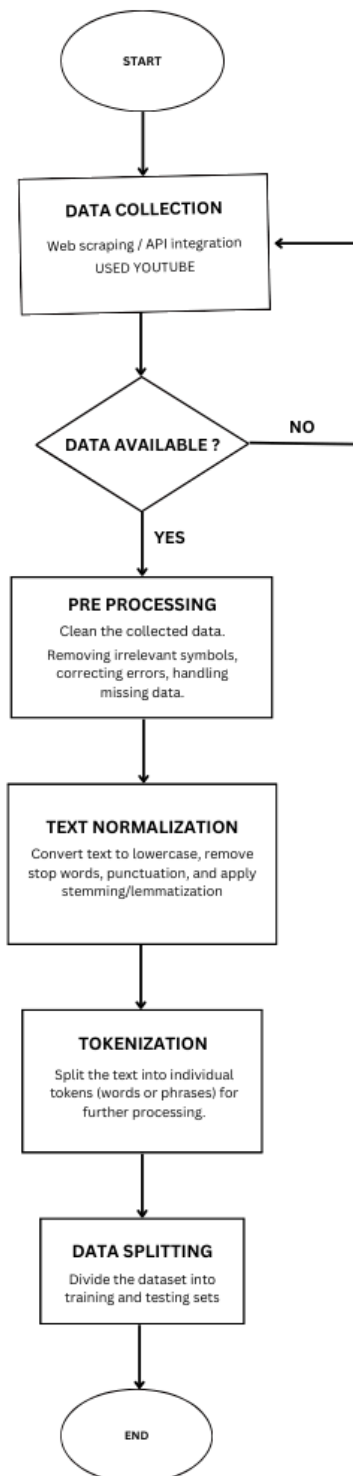 START
DATA COLLECTION
Web scraping / API integration
USED YOUTUBE
DATA AVAILABLE ?
NO
YES
PRE PROCESSING
Clean the collected data.
Removing irrelevant symbols,
correcting errors, handling
missing data.
TEXT NORMALIZATION
Convert text to lowercase, remove
stop words, punctuation, and apply
stemming/lemmatization
TOKENIZATION
Split the text into individual
tokens (words or phrases) for
further processing.
DATA SPLITTING
Divide the dataset into
training and testing sets
END